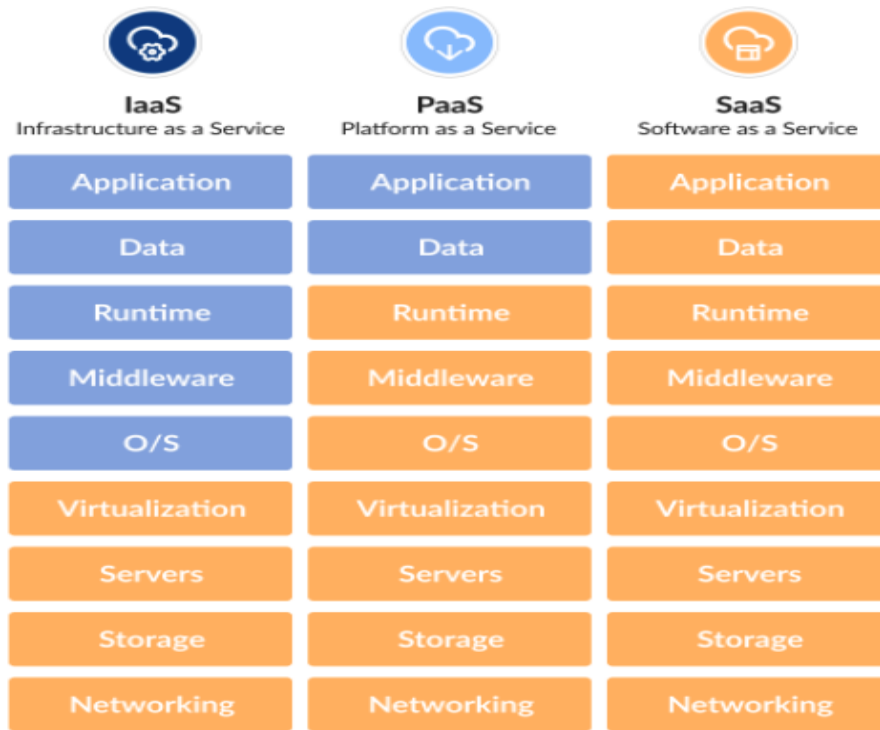 IaaS PaaS SaaS
Infrastructure as a Service Platform as a Service Software as a Service
Application Application Application
Data Data Data
Runtime Runtime Runtime
Middleware Middleware Middleware
O/S O/S O/S
Virtualization Virtualization Virtualization
Servers Servers Servers
Storage Storage Storage
Networking Networking Networking